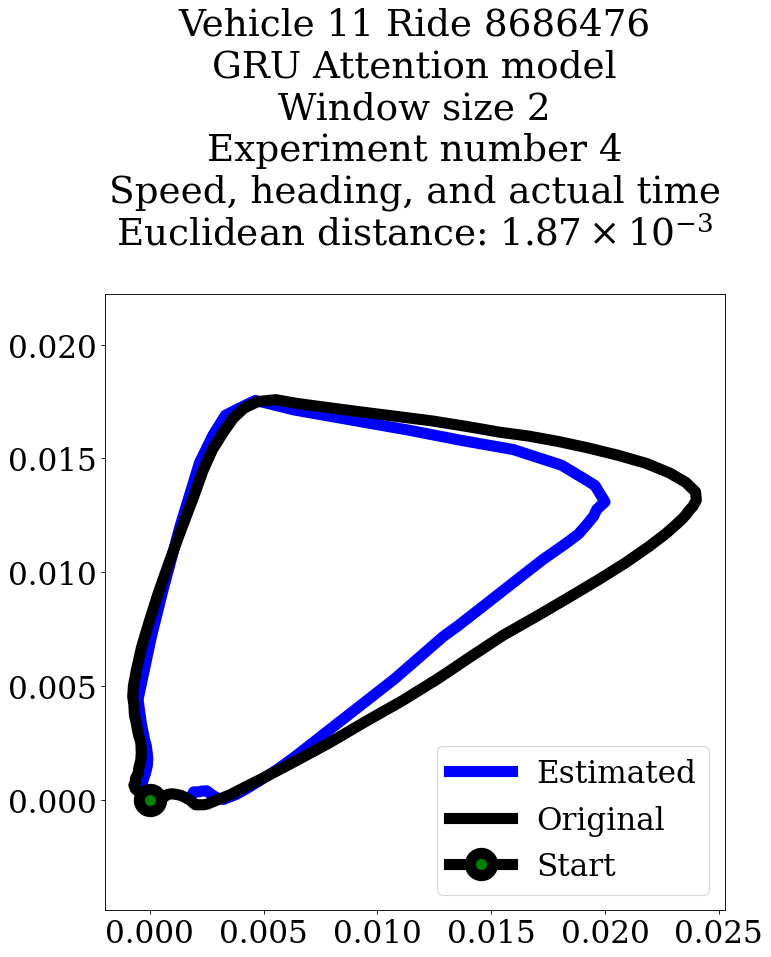 Vehicle 11 Ride 8686476
GRU Attention model
Window size 2
Experiment number 4
Speed, heading, and actual time
Euclidean distance: 1.87 × 10⁻³
0.020
0.015
0.010
0.005
0.000
Estimated
Original
Start
0.000 0.005 0.010 0.015 0.020 0.025